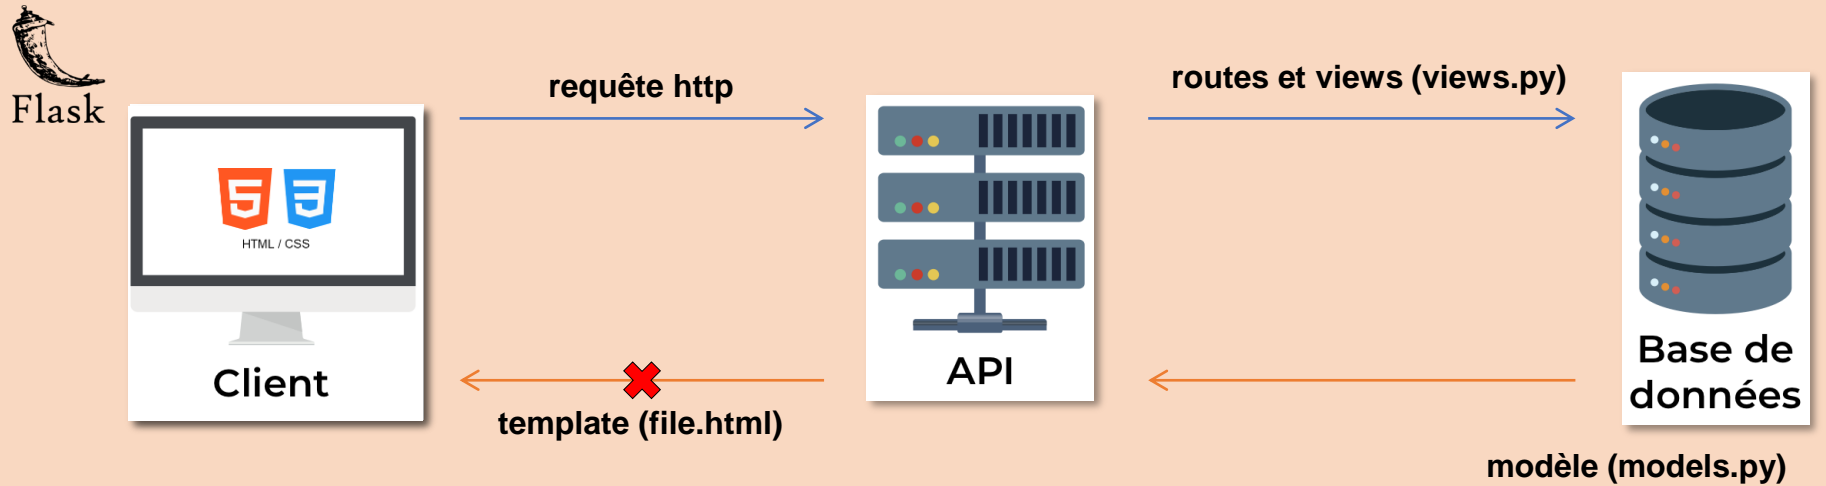 Flask
requête http
routes et views (views.py)
HTML / CSS
Client
API
Base de
données
template (file.html)
modèle (models.py)